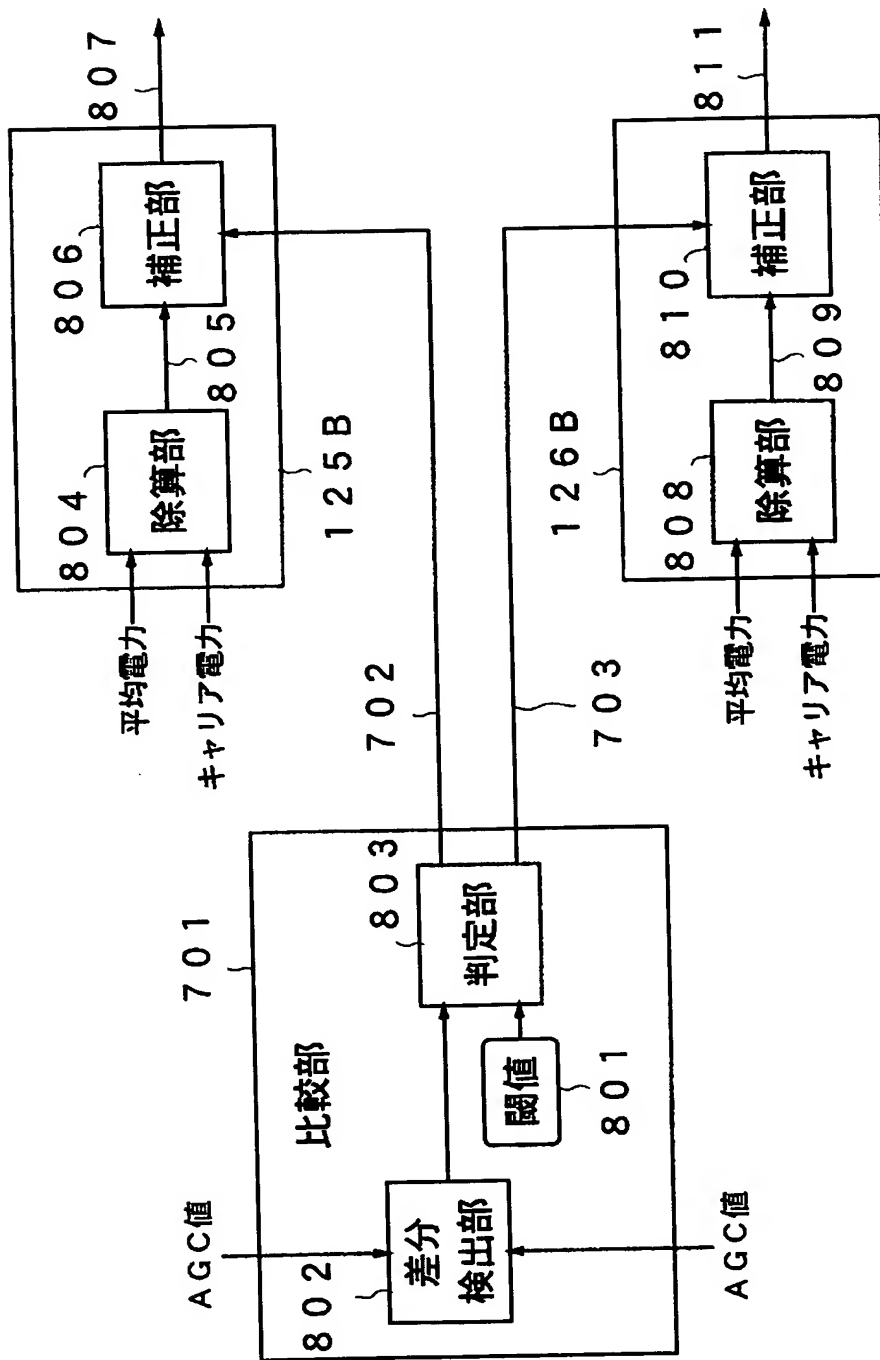 807
806
補正部
805
804
除算部
125B
平均電力
キャリア電力
811
810
補正部
809
808
除算部
126B
平均電力
キャリア電力
702
703
701
比較部
803
判定部
閾値
801
AGC値
802
差分
検出部
AGC値